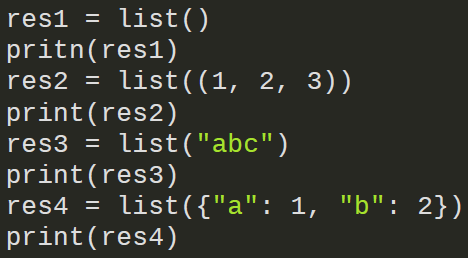 res1 = list()
pritn(res1)
res2 = list((1, 2, 3))
print(res2)
res3 = list("abc")
print(res3)
res4 = list({"a": 1, "b": 2})
print(res4)